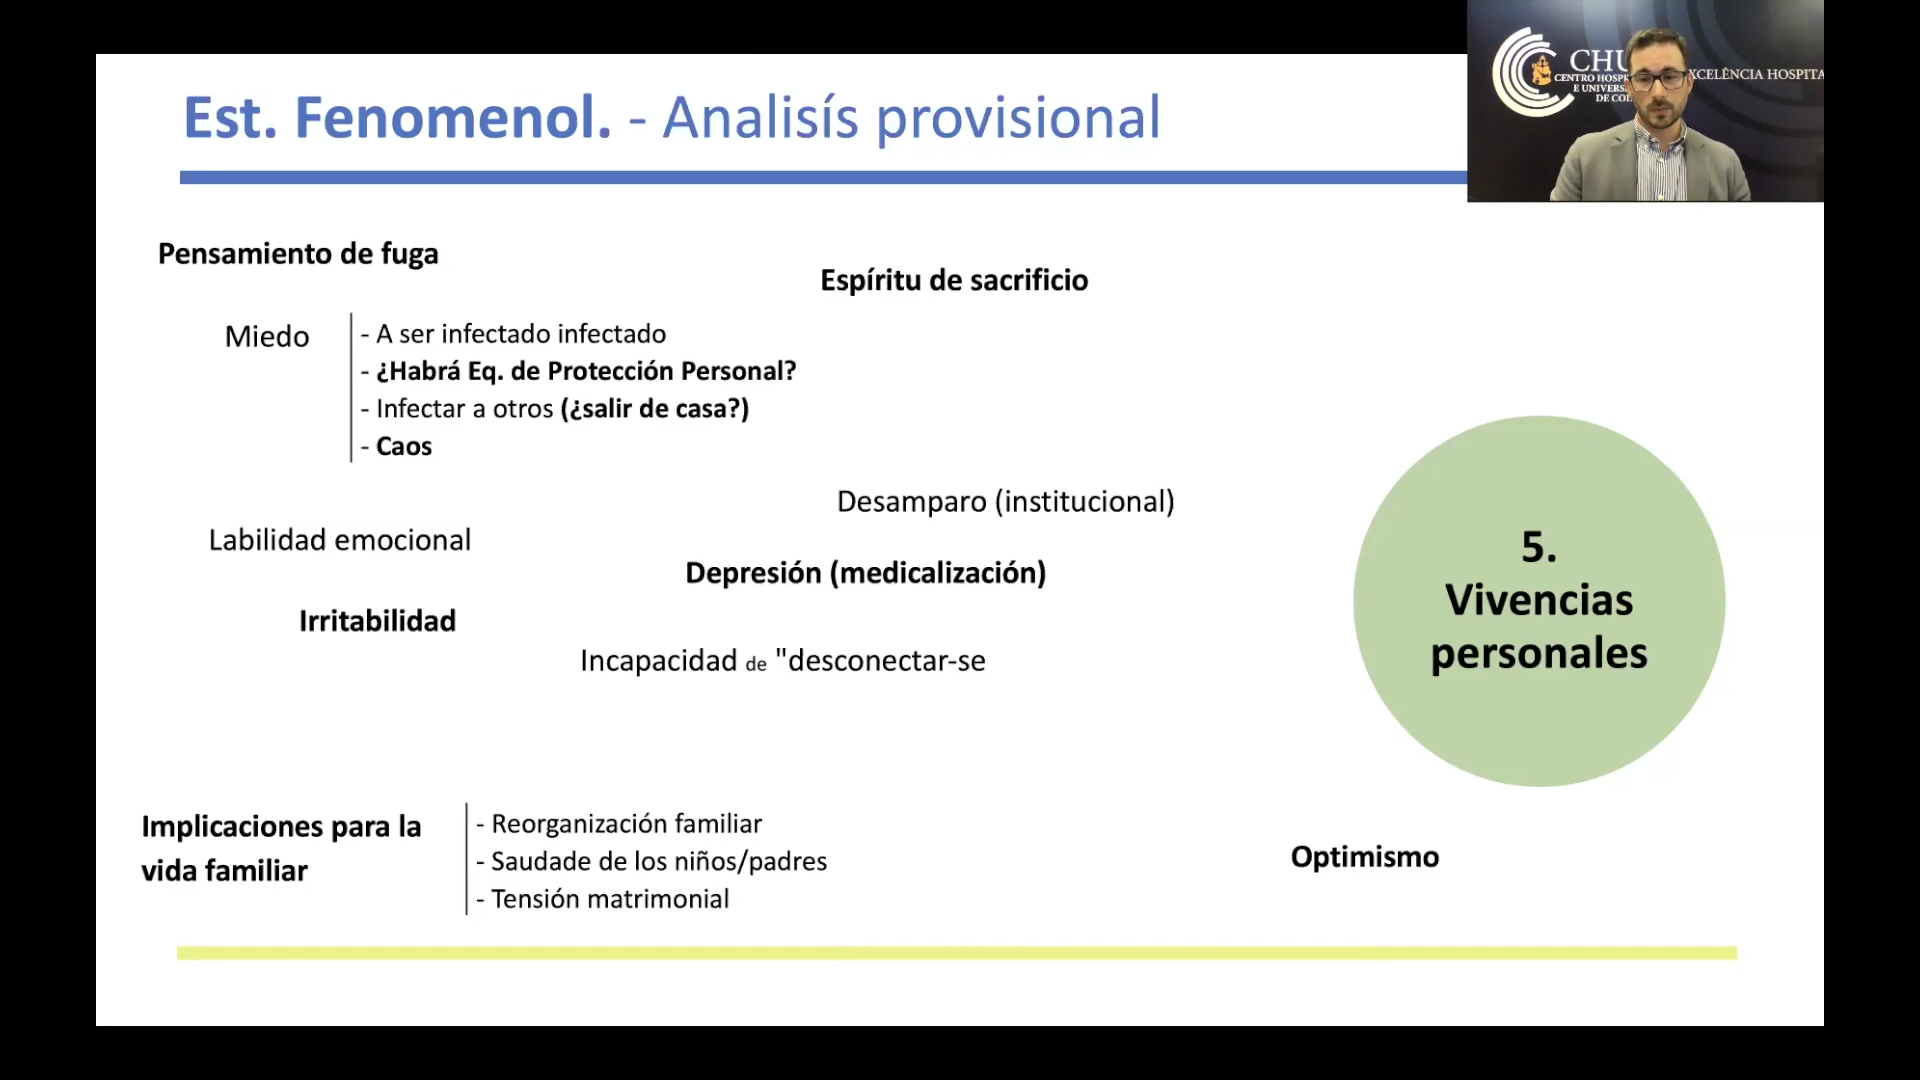 Est. Fenomenol. - Analisís provisional
CENTRO HOSP
E UNIVERS
DE CO
XCELÊNCIA HOSPITA
Pensamiento de fuga
Espíritu de sacrificio
Miedo
- A ser infectado infectado
- ¿Habrá Eq. de Protección Personal?
- Infectar a otros (¿salir de casa?)
- Caos
Desamparo (institucional)
Labilidad emocional
Depresión (medicalización)
Irritabilidad
Incapacidad de "desconectar-se
5.
Vivencias
personales
Implicaciones para la
vida familiar
- Reorganización familiar
- Saudade de los niños/padres
- Tensión matrimonial
Optimismo